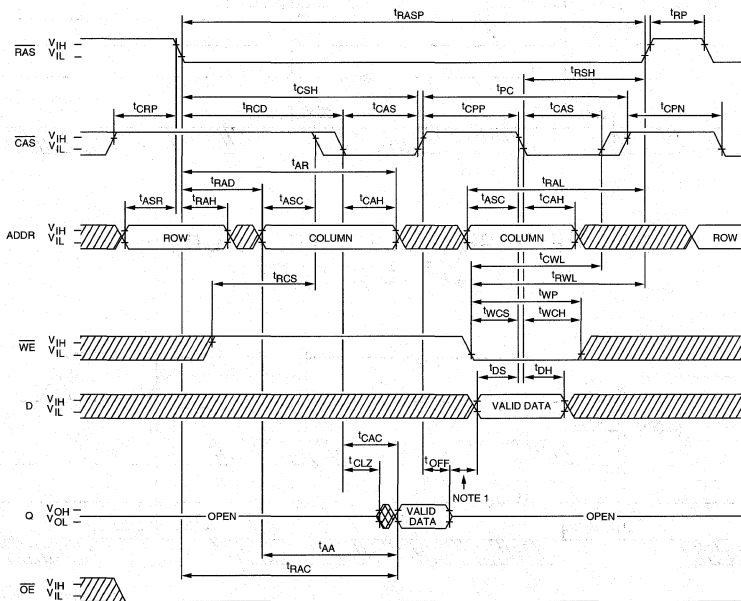 tRASP
tRP
RAS VIH VIL
tRSH
tCSH
tPC
tCRP
tRCD
tCAS
tCPP
tCAS
tCPN
CAS VIH VIL
tAR
tRAD
tRAL
tASR
tRAH
tASC
tCAH
tASC
tCAH
ADDR VIH VIL ROW COLUMN COLUMN ROW
tCWL
tRCS
tRWL
tWP
tWCS
tWCH
WE VIH VIL
tDS
tDH
D VIH VIL VALID DATA
tCAC
tCLZ
tOFF
NOTE 1
Q VOH VOL OPEN VALID DATA OPEN
tAA
tRAC
OE VIH VIL